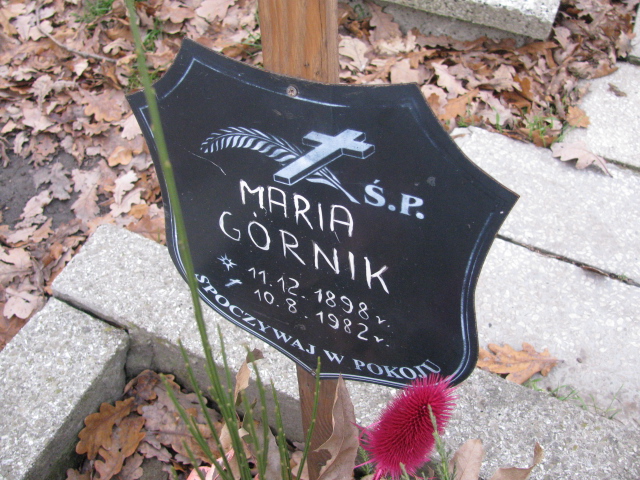 Ś.P.
MARIA
GÓRNIK
11.12.1898 r.
10.8.1982 r.
SPOCZYWAJ W POKOJU